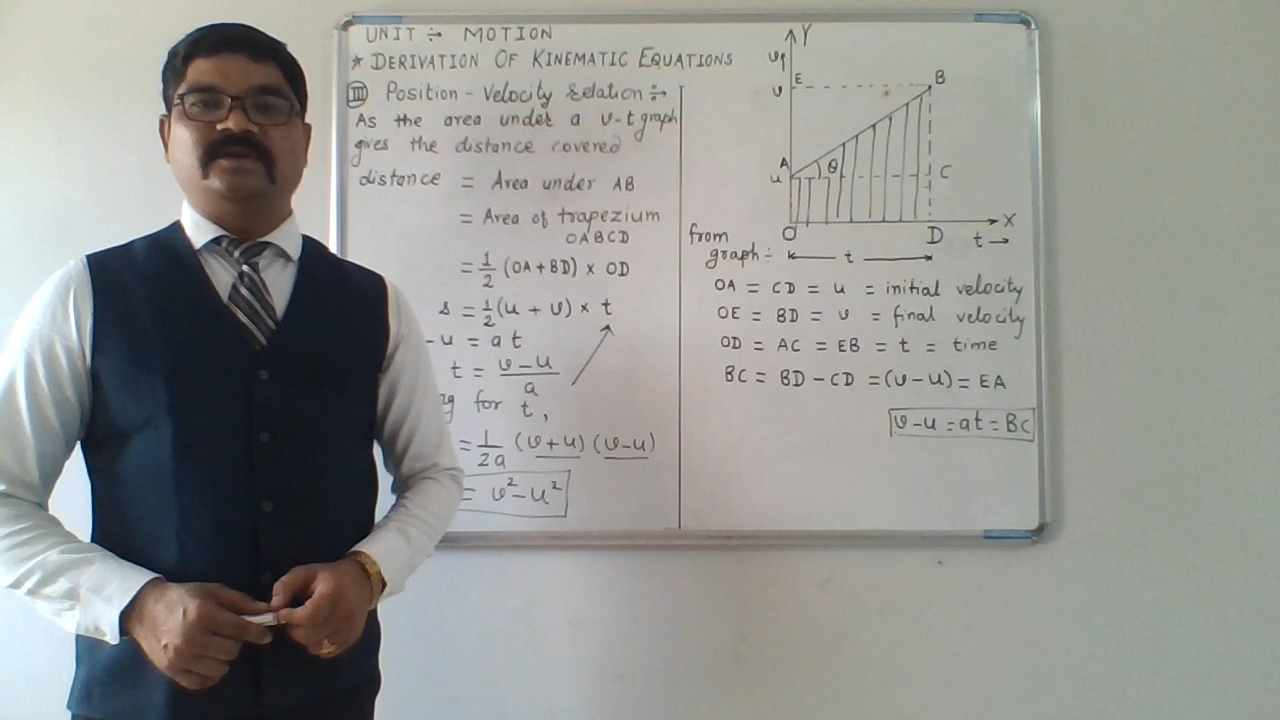 UNIT ÷ MOTION
* DERIVATION OF KINEMATIC EQUATIONS
III Position - Velocity Relation ÷
As the area under a v-t graph
gives the distance covered
distance = Area under AB
= Area of trapezium
OABCD
= 1/2 (OA + BD) × OD
s = 1/2 (u + v) × t
- u = a t
t = v - u / a
for t,
= 1/2a (v+u) (v-u)
= v² - u²
Y
v↑
E
B
v
A
θ
u
C
O
D
X
t →
from
graph :-
t
OA = CD = u = initial velocity
OE = BD = v = final velocity
OD = AC = EB = t = time
BC = BD - CD = (v - u) = EA
v - u = at = BC